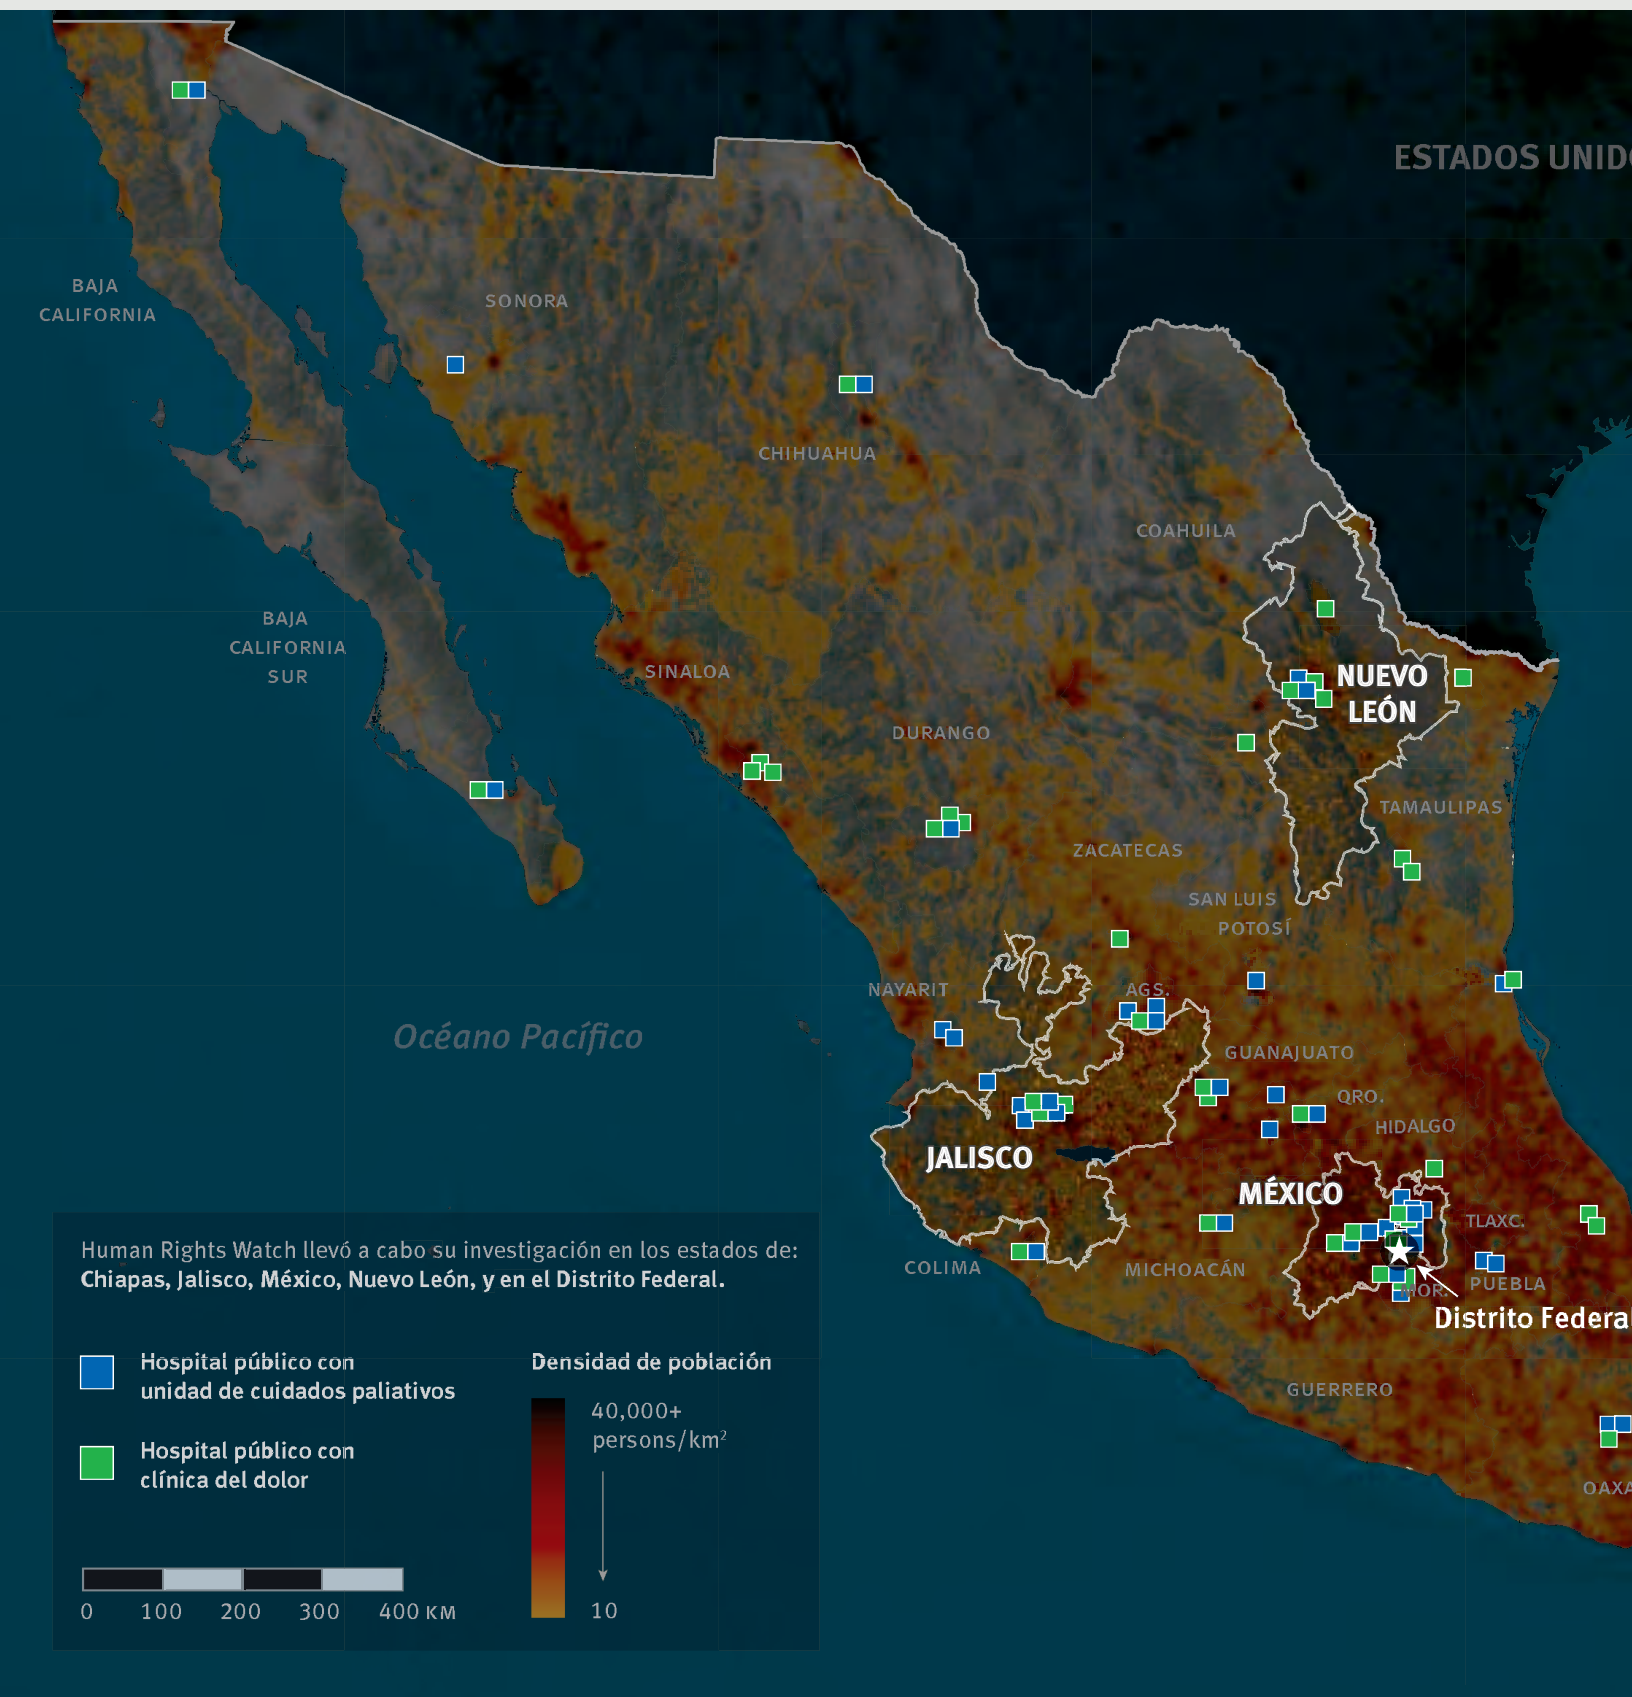 ESTADOS UNID
BAJA
CALIFORNIA
SONORA
CHIHUAHUA
COAHUILA
BAJA
CALIFORNIA
SUR
SINALOA
NUEVO
LEÓN
DURANGO
TAMAULIPAS
ZACATECAS
SAN LUIS
POTOSÍ
NAYARIT
AGS.
Océano Pacífico
GUANAJUATO
QRO.
HIDALGO
JALISCO
MÉXICO
TLAXC.
COLIMA
MICHOACÁN
MOR.
PUEBLA
Distrito Federal
GUERRERO
OAXA
Human Rights Watch llevó a cabo su investigación en los estados de:
Chiapas, Jalisco, México, Nuevo León, y en el Distrito Federal.
Hospital público con
unidad de cuidados paliativos
Hospital público con
clínica del dolor
Densidad de población
40,000+
persons/km²
10
0 100 200 300 400 KM